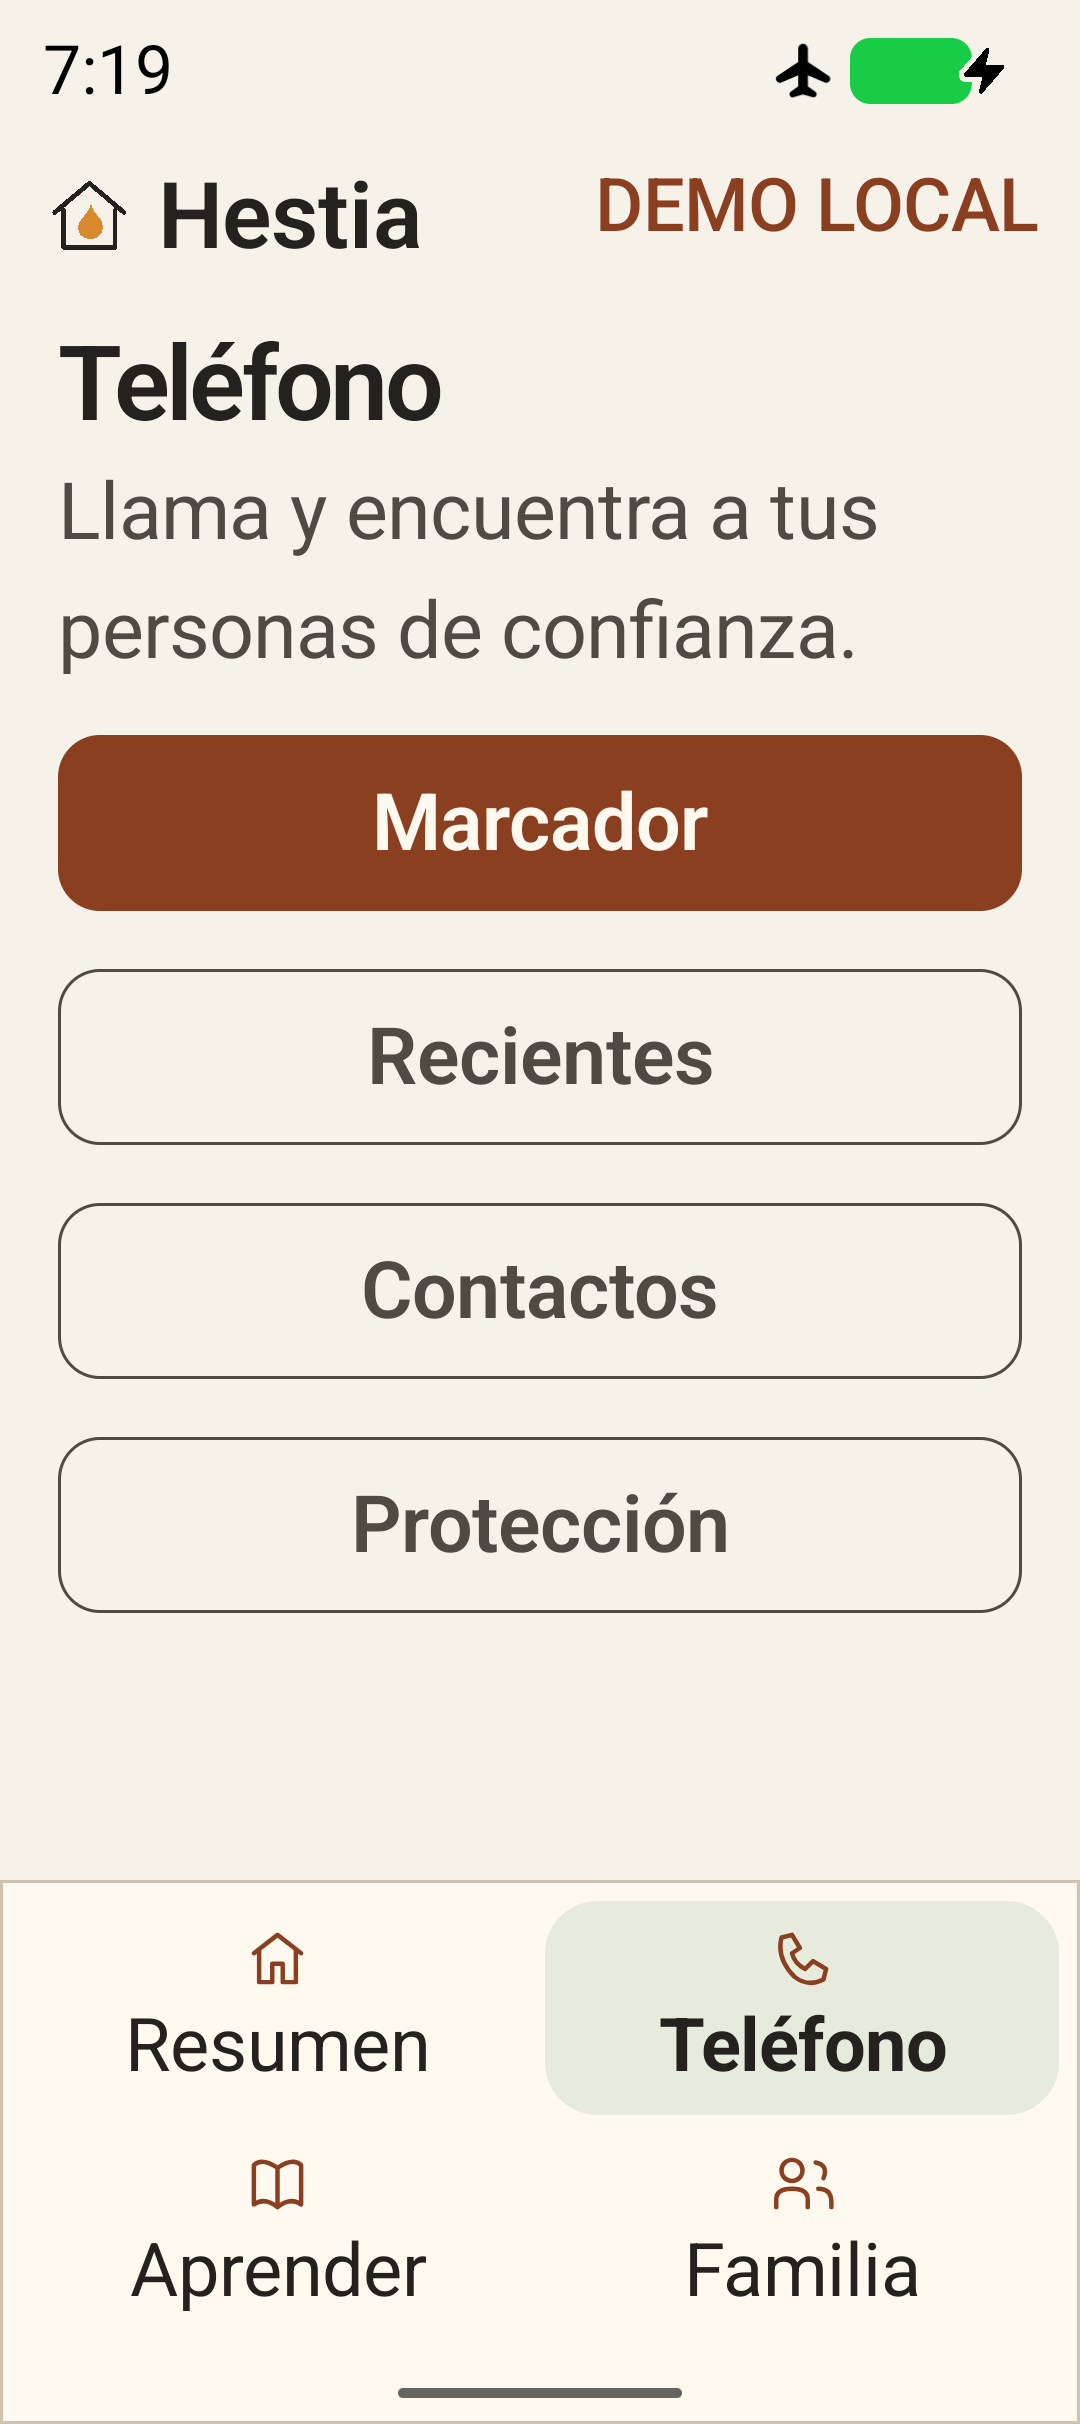 7:19
Hestia
DEMO LOCAL
Teléfono
Llama y encuentra a tus
personas de confianza.
Marcador
Recientes
Contactos
Protección
Resumen
Teléfono
Aprender
Familia